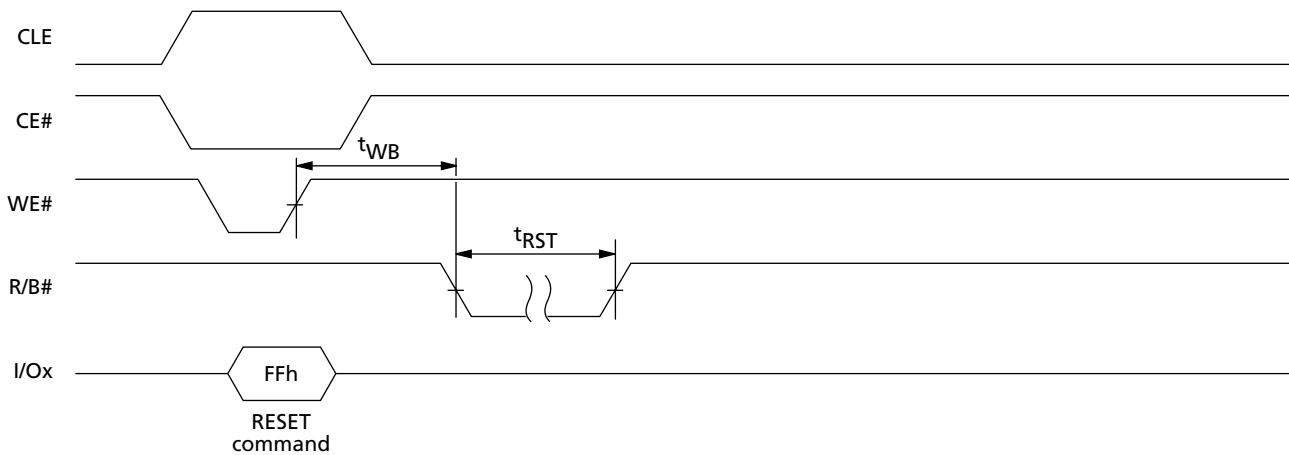 CLE
CE#
tWB
WE#
tRST
R/B#
I/Ox
FFh
RESET
command